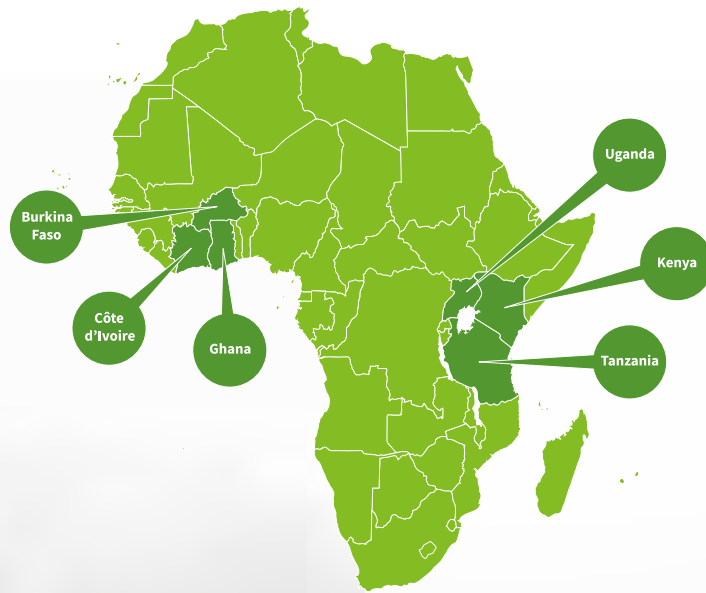 Uganda
Burkina
Faso
Kenya
Côte
d’Ivoire
Ghana
Tanzania